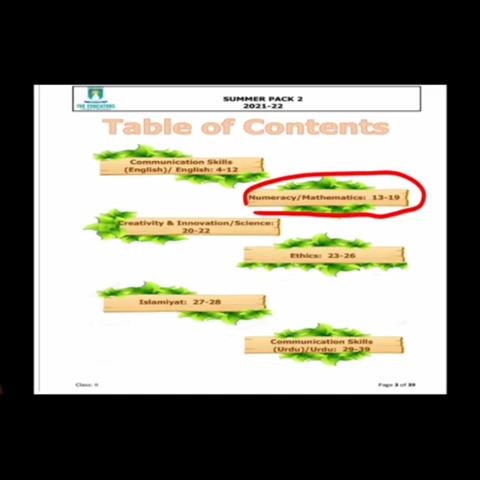 THE EDUCATORS
SUMMER PACK 2
2021-22
Table of Contents
Communication Skills
(English)/ English: 4-12
Numeracy/Mathematics: 13-19
Creativity & Innovation/Science:
20-22
Ethics: 23-26
Islamiyat: 27-28
Communication Skills
(Urdu)/Urdu: 29-39
Class: II
Page 3 of 39